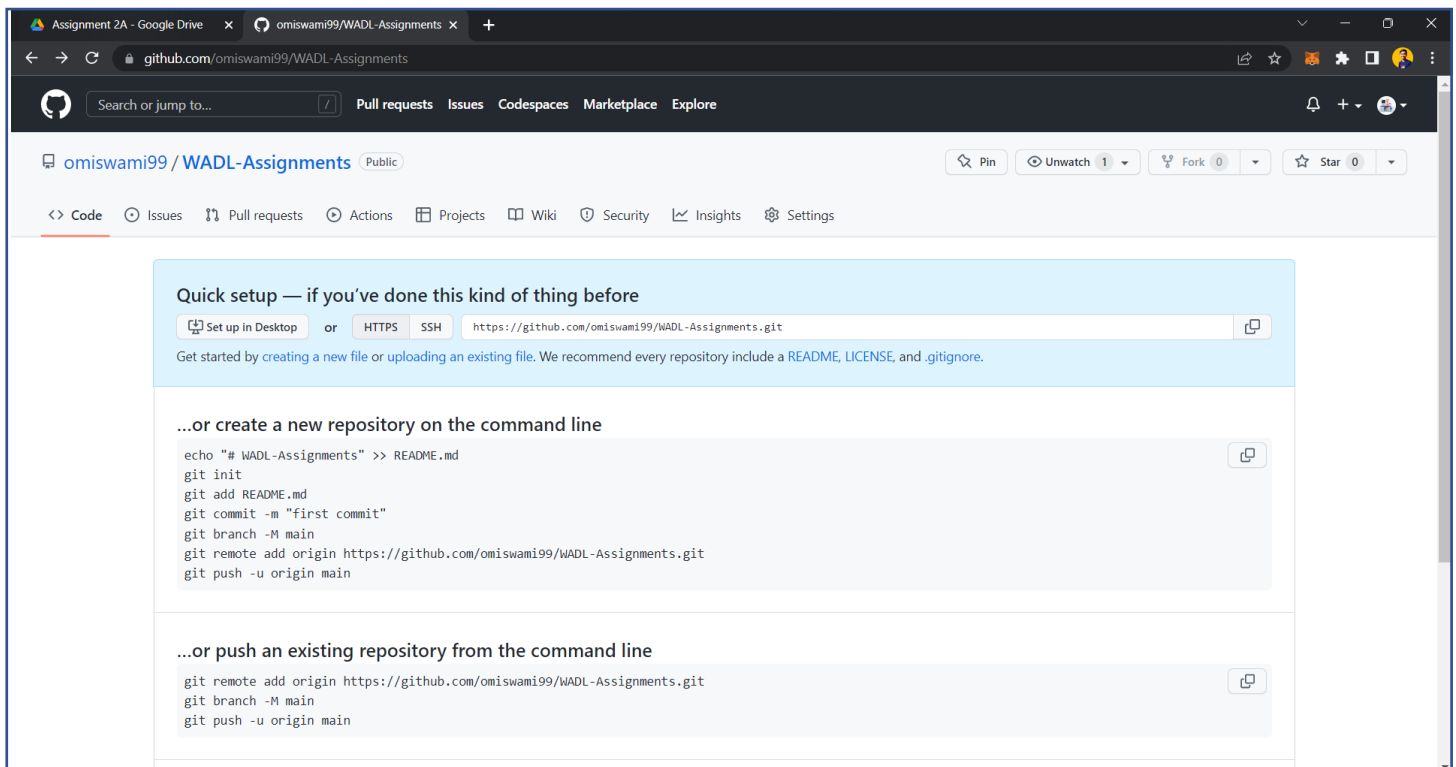 Assignment 2A - Google Drive
omiswami99/WADL-Assignments
github.com/omiswami99/WADL-Assignments
Search or jump to... / Pull requests Issues Codespaces Marketplace Explore
omiswami99 / WADL-Assignments Public
Pin Unwatch 1 Fork 0 Star 0
<> Code Issues Pull requests Actions Projects Wiki Security Insights Settings
Quick setup — if you've done this kind of thing before
Set up in Desktop or HTTPS SSH https://github.com/omiswami99/WADL-Assignments.git
Get started by creating a new file or uploading an existing file. We recommend every repository include a README, LICENSE, and .gitignore.
...or create a new repository on the command line
echo "# WADL-Assignments" >> README.md
git init
git add README.md
git commit -m "first commit"
git branch -M main
git remote add origin https://github.com/omiswami99/WADL-Assignments.git
git push -u origin main
...or push an existing repository from the command line
git remote add origin https://github.com/omiswami99/WADL-Assignments.git
git branch -M main
git push -u origin main